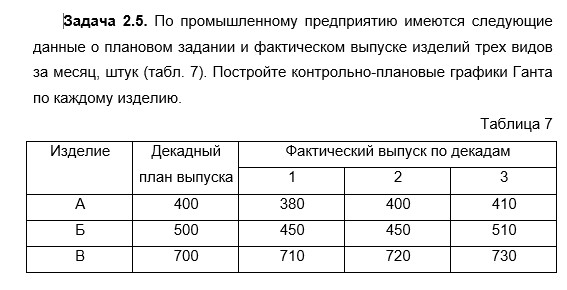 Задача 2.5. По промышленному предприятию имеются следующие
данные о плановом задании и фактическом выпуске изделий трех видов
за месяц, штук (табл. 7). Постройте контрольно-плановые графики Ганта
по каждому изделию.
Таблица 7
Изделие Декадный план выпуска Фактический выпуск по декадам
1 2 3
А 400 380 400 410
Б 500 450 450 510
В 700 710 720 730